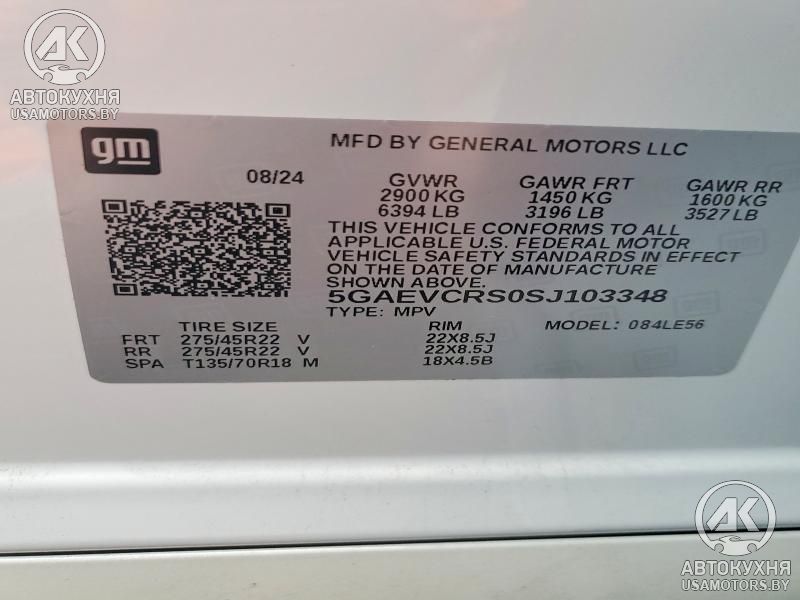 AK
АВТОКУХНЯ
USAMOTORS.BY
gm
MFD BY GENERAL MOTORS LLC
08/24
GVWR GAWR FRT GAWR RR
2900 KG 1450 KG 1600 KG
6394 LB 3196 LB 3527 LB
THIS VEHICLE CONFORMS TO ALL
APPLICABLE U.S. FEDERAL MOTOR
VEHICLE SAFETY STANDARDS IN EFFECT
ON THE DATE OF MANUFACTURE
SHOWN ABOVE.
5GAEVCRS0SJ103348
TYPE: MPV MODEL: 084LE56
TIRE SIZE RIM
FRT 275/45R22 V 22X8.5J
RR 275/45R22 V 22X8.5J
SPA T135/70R18 M 18X4.5B
AK
АВТОКУХНЯ
USAMOTORS.BY